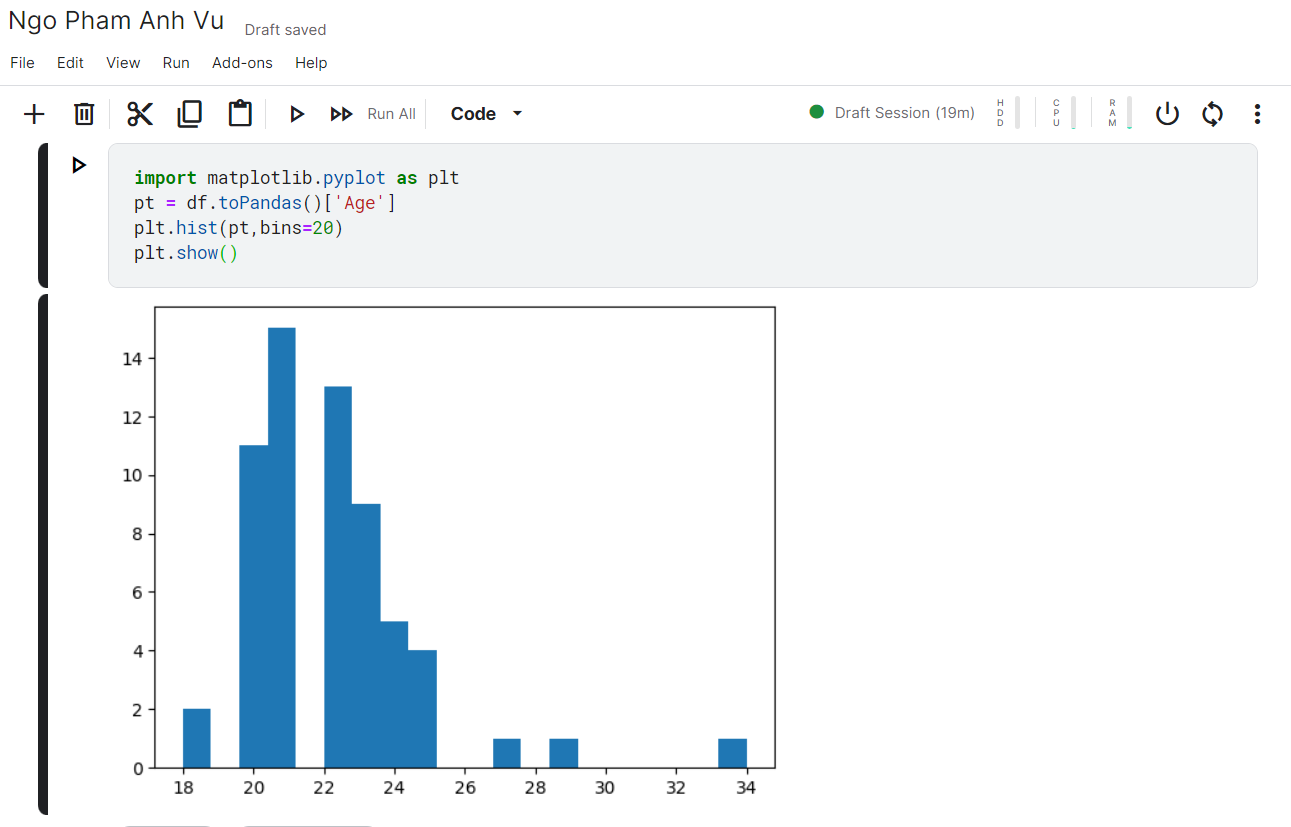 Ngo Pham Anh Vu Draft saved
File Edit View Run Add-ons Help
Run All Code Draft Session (19m) HDD CPU RAM
import matplotlib.pyplot as plt
pt = df.toPandas()['Age']
plt.hist(pt,bins=20)
plt.show()
14
12
10
8
6
4
2
0
18 20 22 24 26 28 30 32 34